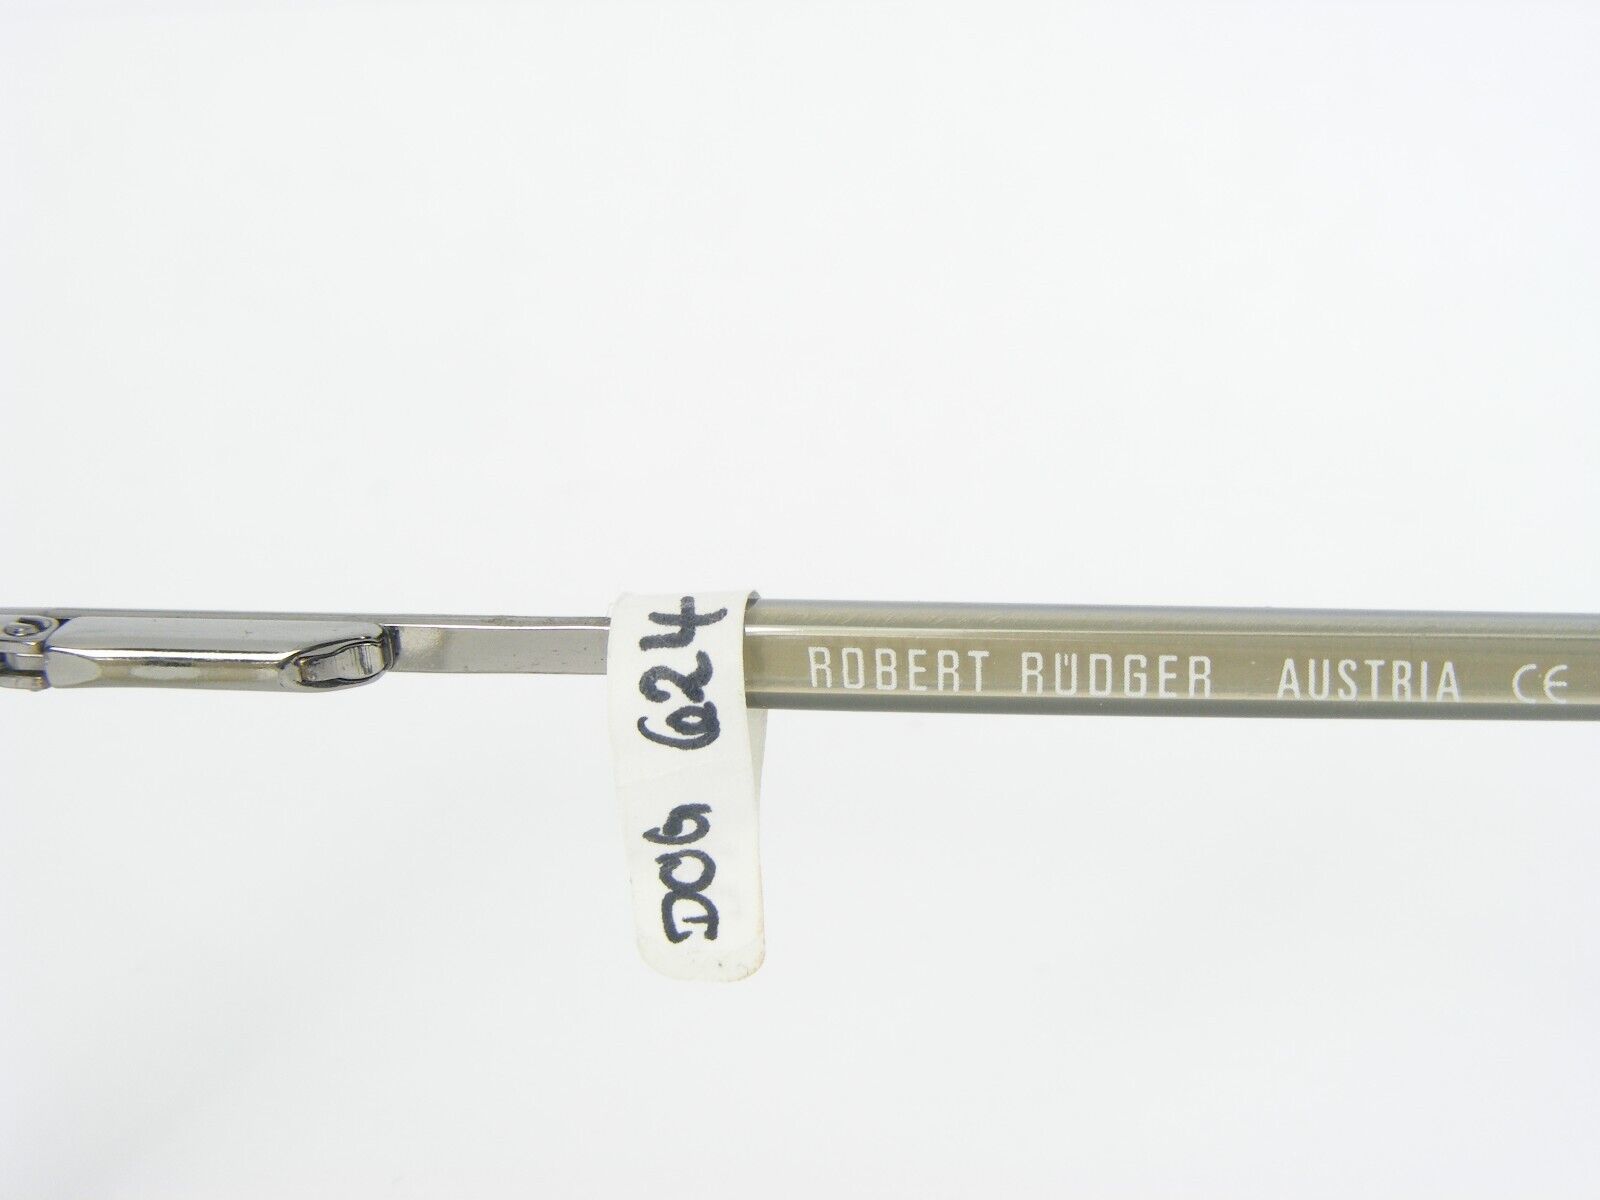 ROBERT RÜDGER AUSTRIA CE
D06 624